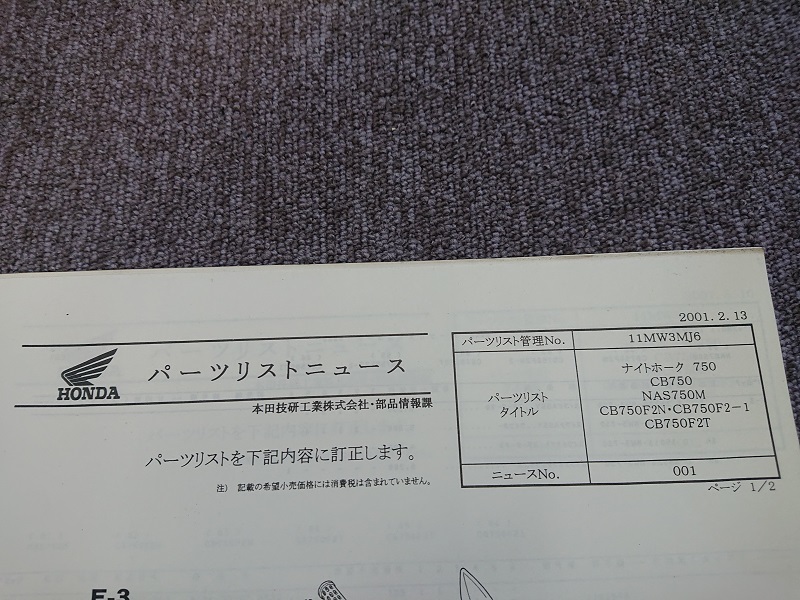 2001.2.13
HONDA
パーツリストニュース
本田技研工業株式会社・部品情報課
パーツリストを下記内容に訂正します。
注） 記載の希望小売価格には消費税は含まれていません。
パーツリスト管理No. 11MW3MJ6
パーツリスト
タイトル
ナイトホーク 750
CB750
NAS750M
CB750F2N・CB750F2－1
CB750F2T
ニュースNo. 001
ページ 1/2
E-3